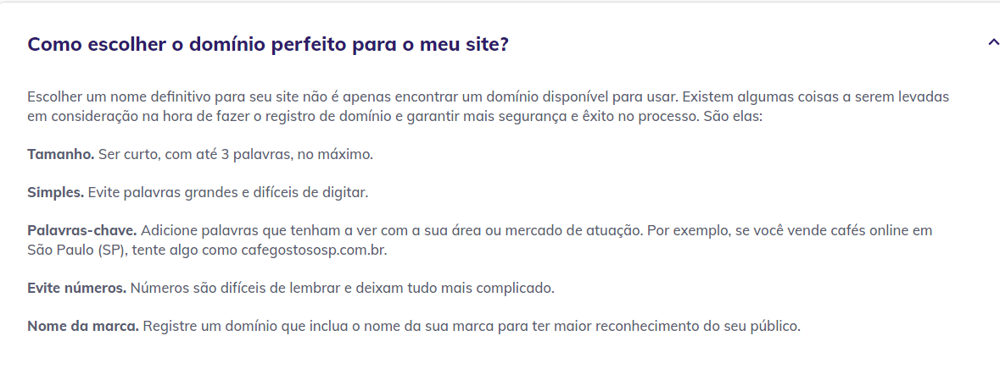 Como escolher o domínio perfeito para o meu site?
Escolher um nome definitivo para seu site não é apenas encontrar um domínio disponível para usar. Existem algumas coisas a serem levadas
em consideração na hora de fazer o registro de domínio e garantir mais segurança e êxito no processo. São elas:
Tamanho. Ser curto, com até 3 palavras, no máximo.
Simples. Evite palavras grandes e difíceis de digitar.
Palavras-chave. Adicione palavras que tenham a ver com a sua área ou mercado de atuação. Por exemplo, se você vende cafés online em
São Paulo (SP), tente algo como cafegostososp.com.br.
Evite números. Números são difíceis de lembrar e deixam tudo mais complicado.
Nome da marca. Registre um domínio que inclua o nome da sua marca para ter maior reconhecimento do seu público.